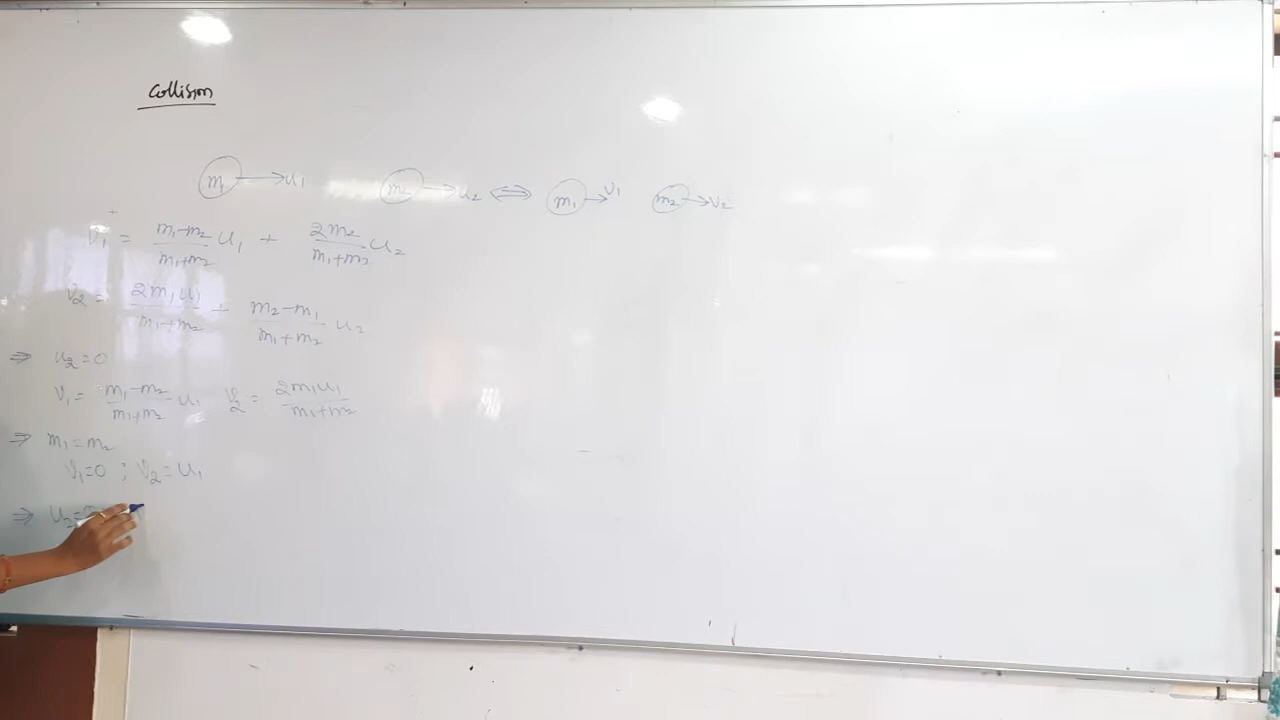 Collision
m₁ → u₁ m₂ → u₂ ⇔ m₁ → v₁ m₂ → v₂
v₁ = (m₁-m₂)/(m₁+m₂) u₁ + 2m₂/(m₁+m₂) u₂
v₂ = 2m₁u₁/(m₁+m₂) + (m₂-m₁)/(m₁+m₂) u₂
⇒ u₂=0
v₁ = (m₁-m₂)/(m₁+m₂) u₁ v₂ = 2m₁u₁/(m₁+m₂)
⇒ m₁=m₂
v₁=0 ; v₂=u₁
⇒ u₂=